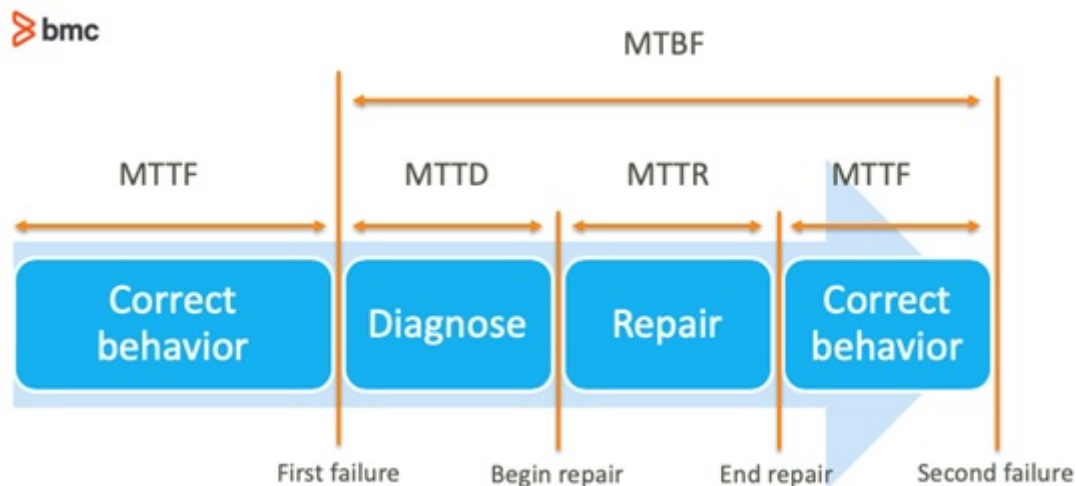 bmc
MTBF
MTTF
MTTD
MTTR
MTTF
Correct
behavior
Diagnose
Repair
Correct
behavior
First failure
Begin repair
End repair
Second failure